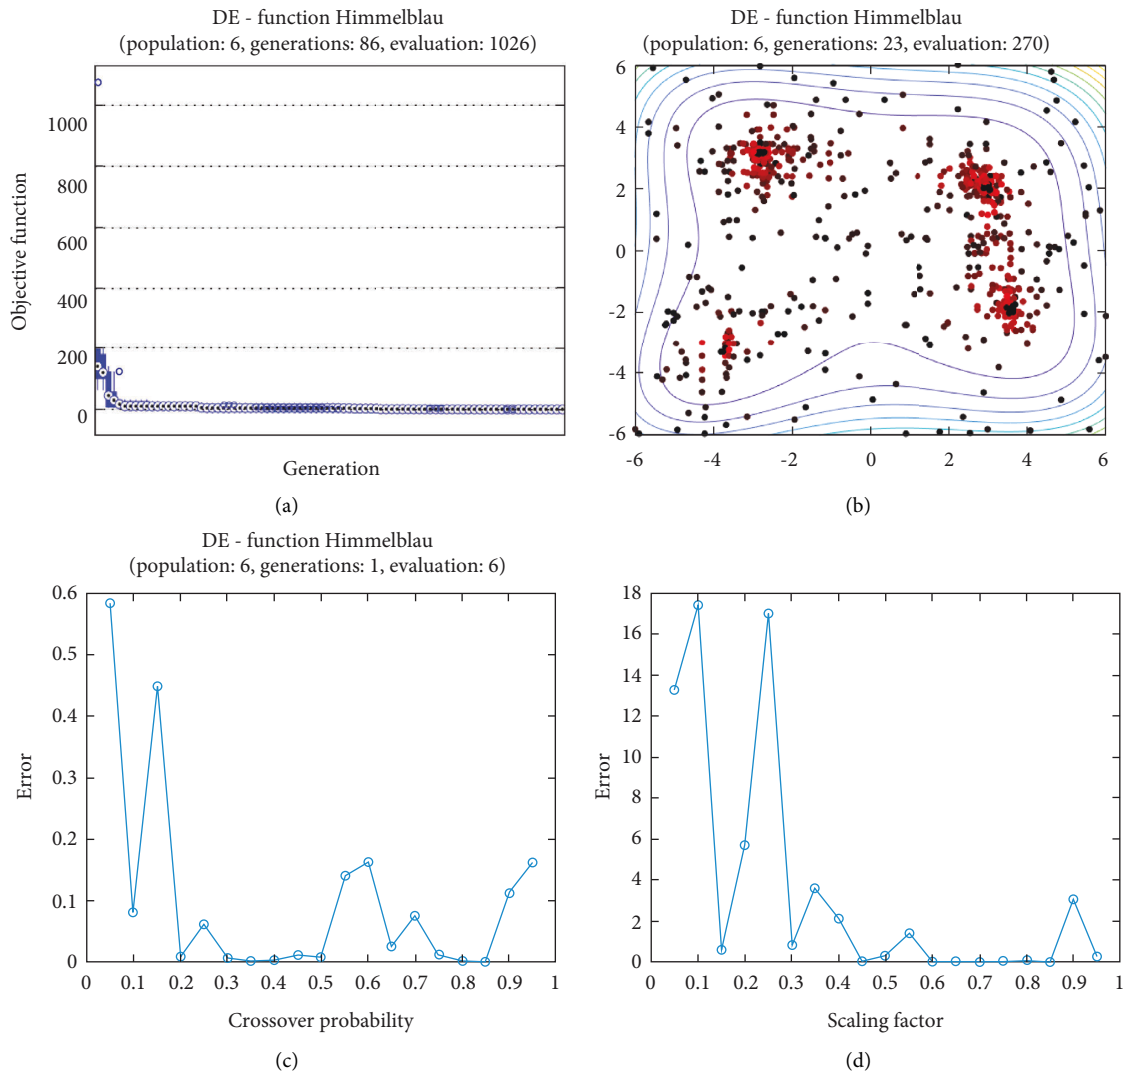 DE - function Himmelblau
(population: 6, generations: 86, evaluation: 1026)
1000
800
600
400
200
0
Objective function
Generation
(a)
DE - function Himmelblau
(population: 6, generations: 23, evaluation: 270)
6
4
2
0
-2
-4
-6
-6 -4 -2 0 2 4 6
(b)
DE - function Himmelblau
(population: 6, generations: 1, evaluation: 6)
0.6
0.5
0.4
0.3
0.2
0.1
0
Error
0 0.1 0.2 0.3 0.4 0.5 0.6 0.7 0.8 0.9 1
Crossover probability
(c)
18
16
14
12
10
8
6
4
2
0
Error
0 0.1 0.2 0.3 0.4 0.5 0.6 0.7 0.8 0.9 1
Scaling factor
(d)